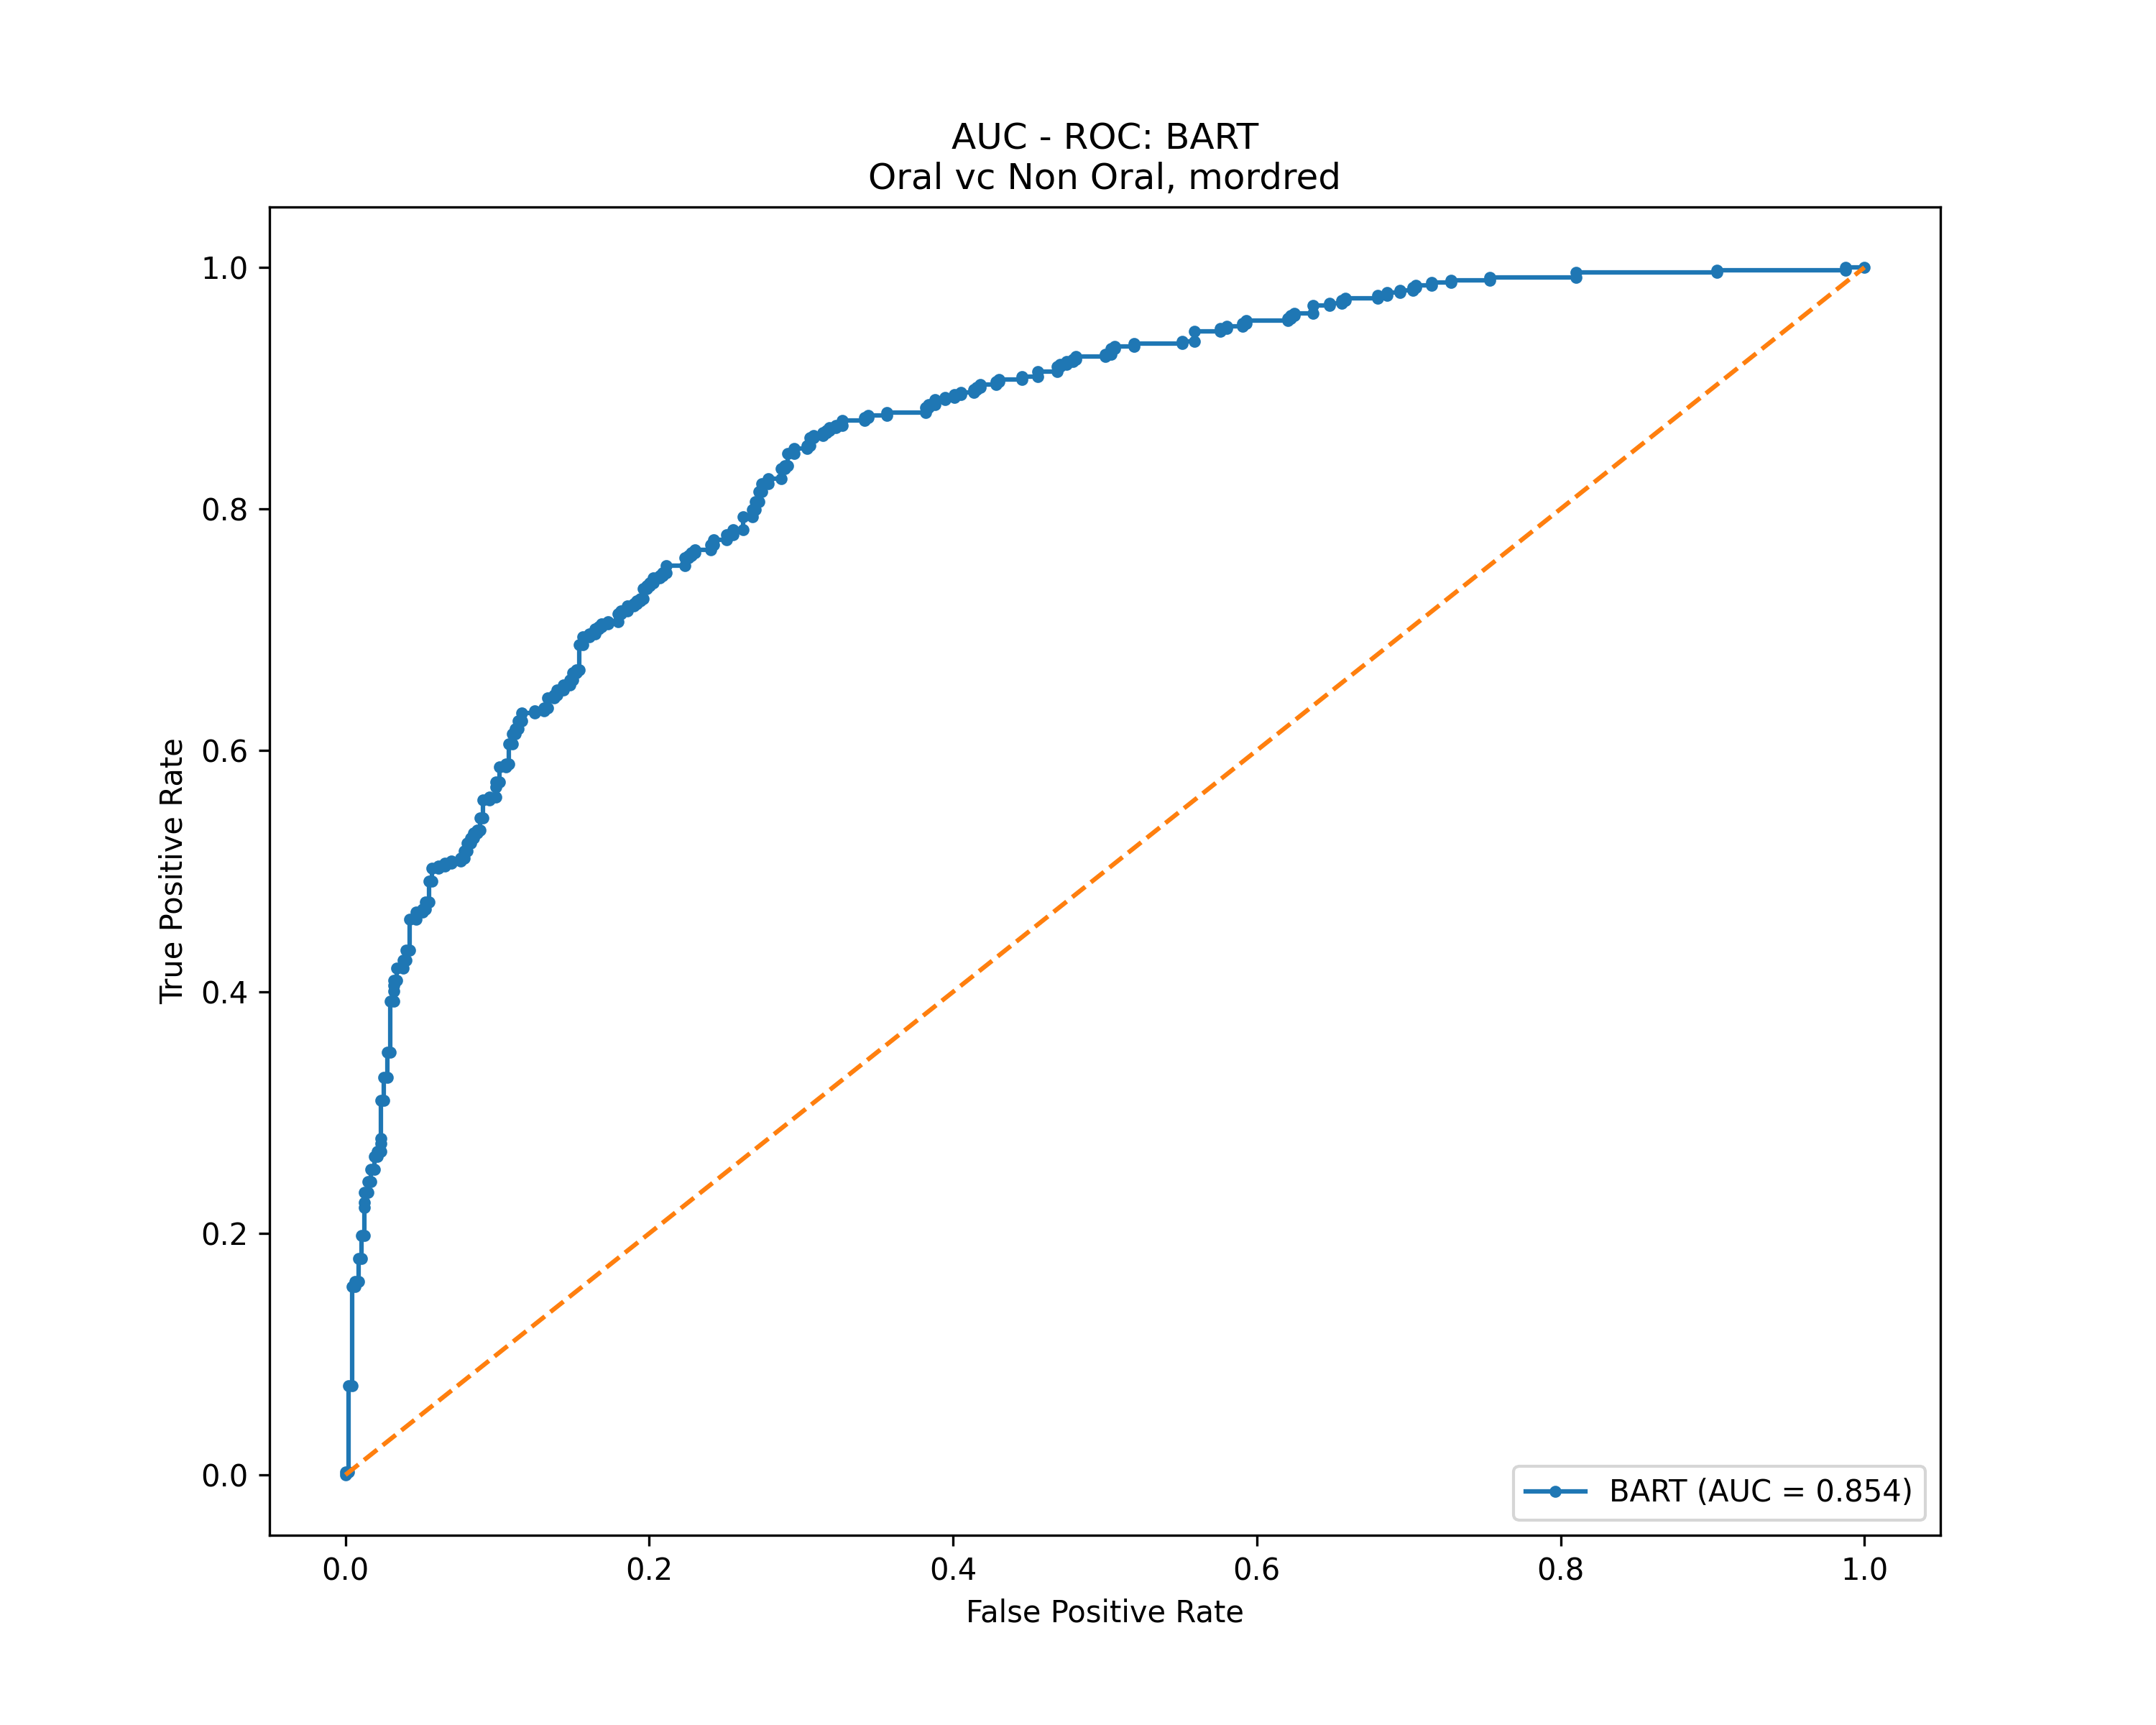 AUC - ROC: BART
Oral vc Non Oral, mordred
True Positive Rate
1.0
0.8
0.6
0.4
0.2
0.0
BART (AUC = 0.854)
0.0 0.2 0.4 0.6 0.8 1.0
False Positive Rate